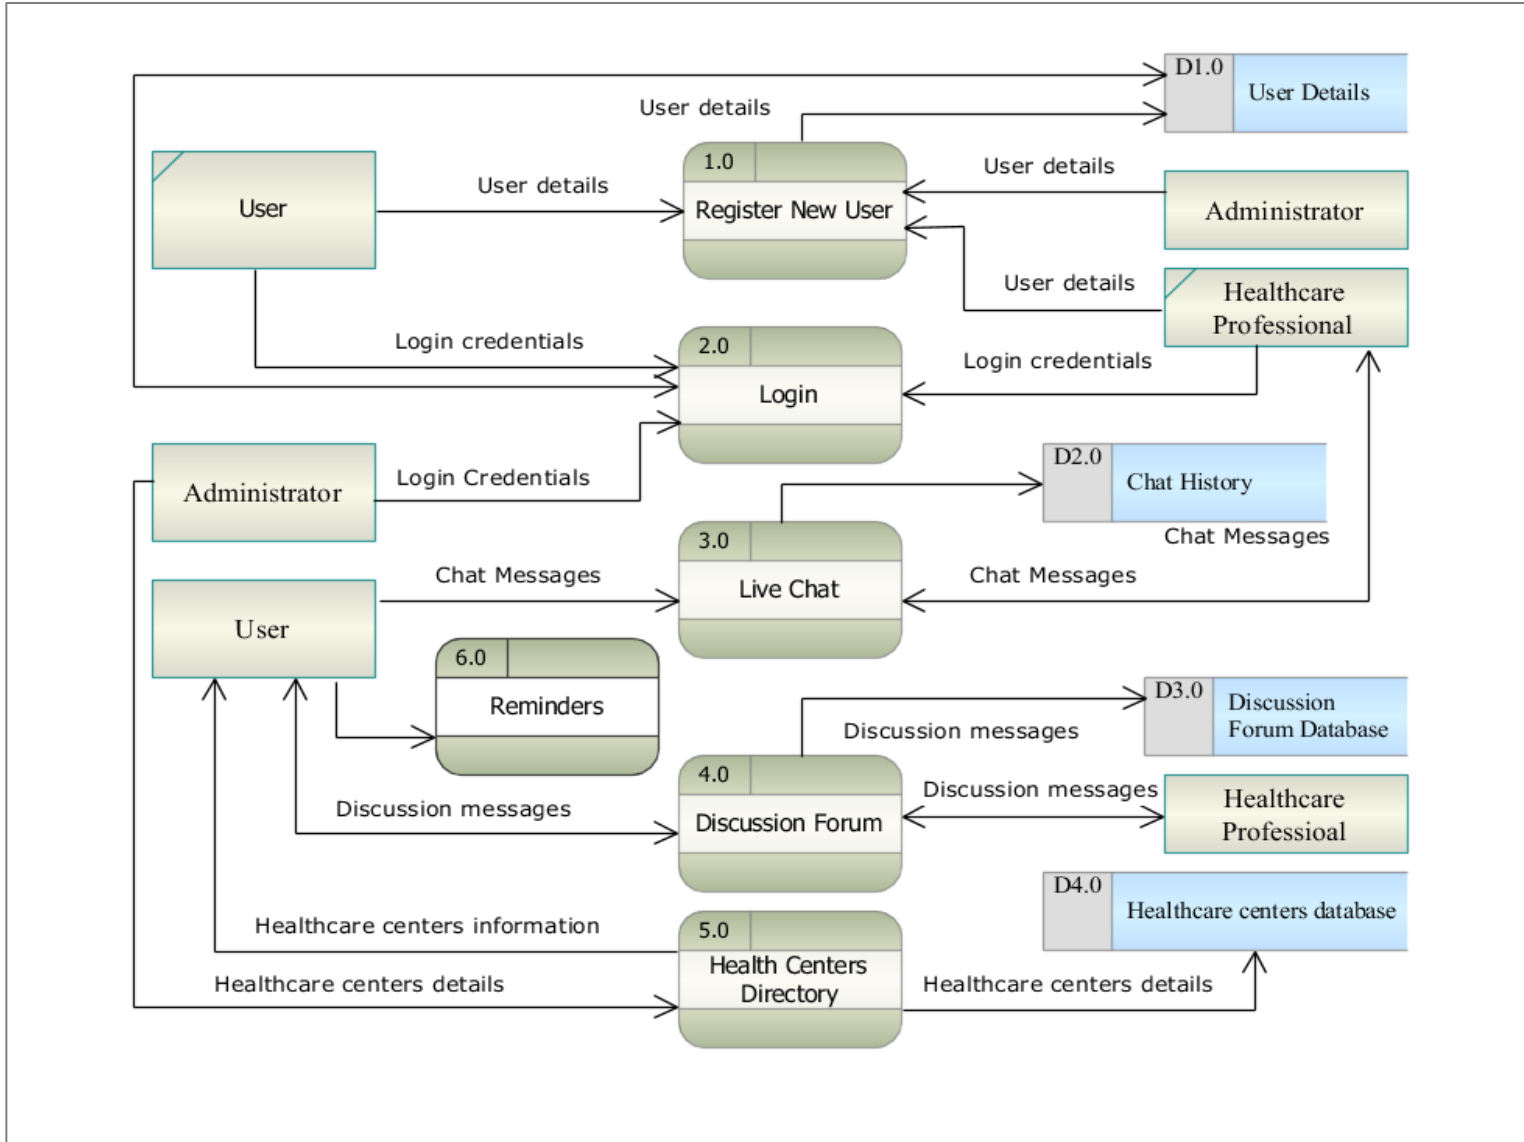 D1.0
User Details
User details
1.0
Register New User
User details
User
User details
Administrator
User details
Healthcare
Professional
Login credentials
2.0
Login
Login credentials
Administrator
Login Credentials
D2.0
Chat History
Chat Messages
3.0
Live Chat
Chat Messages
Chat Messages
User
6.0
Reminders
D3.0
Discussion
Forum Database
Discussion messages
4.0
Discussion Forum
Discussion messages
Discussion messages
Healthcare
Professioal
D4.0
Healthcare centers database
Healthcare centers information
5.0
Health Centers
Directory
Healthcare centers details
Healthcare centers details